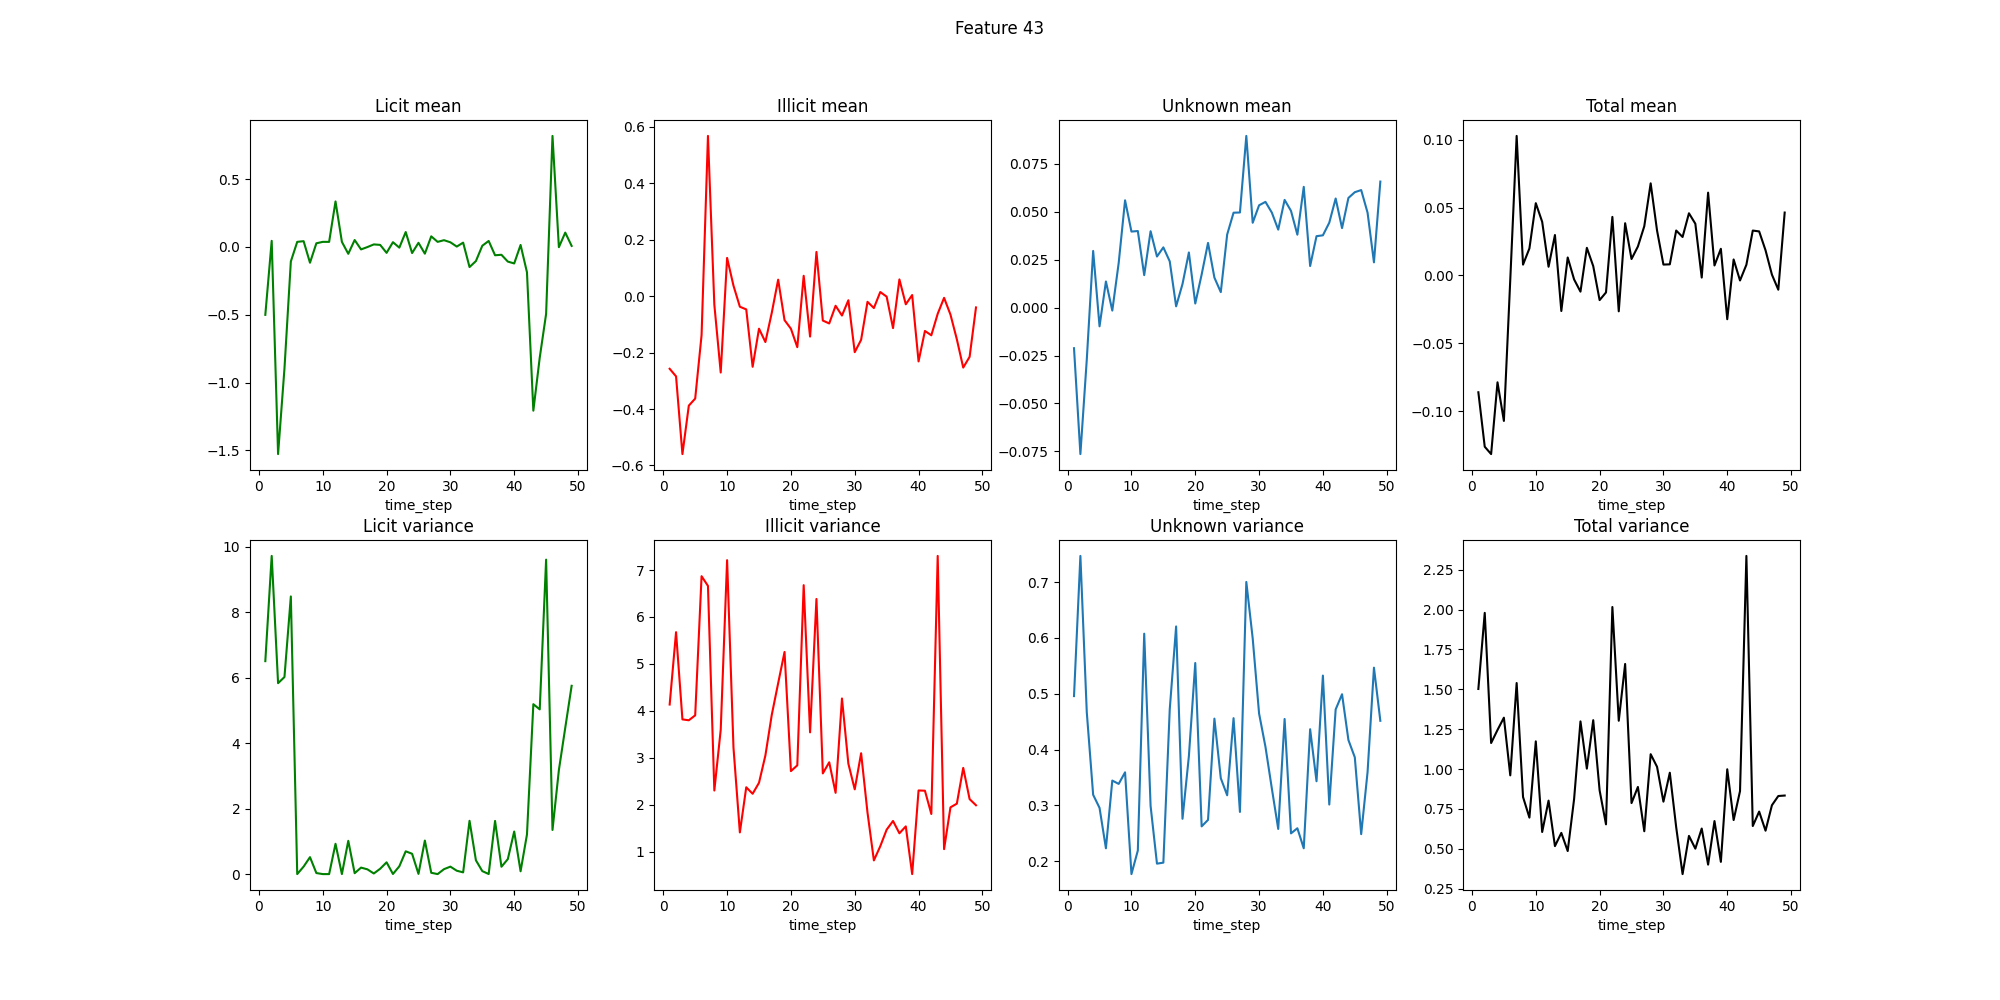 Feature 43
Licit mean
Illicit mean
Unknown mean
Total mean
0.5
0.0
−0.5
−1.0
−1.5
0 10 20 30 40 50
time_step
0.6
0.4
0.2
0.0
−0.2
−0.4
−0.6
0 10 20 30 40 50
time_step
0.075
0.050
0.025
0.000
−0.025
−0.050
−0.075
0 10 20 30 40 50
time_step
0.10
0.05
0.00
−0.05
−0.10
0 10 20 30 40 50
time_step
Licit variance
Illicit variance
Unknown variance
Total variance
10
8
6
4
2
0
0 10 20 30 40 50
time_step
7
6
5
4
3
2
1
0 10 20 30 40 50
time_step
0.7
0.6
0.5
0.4
0.3
0.2
0 10 20 30 40 50
time_step
2.25
2.00
1.75
1.50
1.25
1.00
0.75
0.50
0.25
0 10 20 30 40 50
time_step